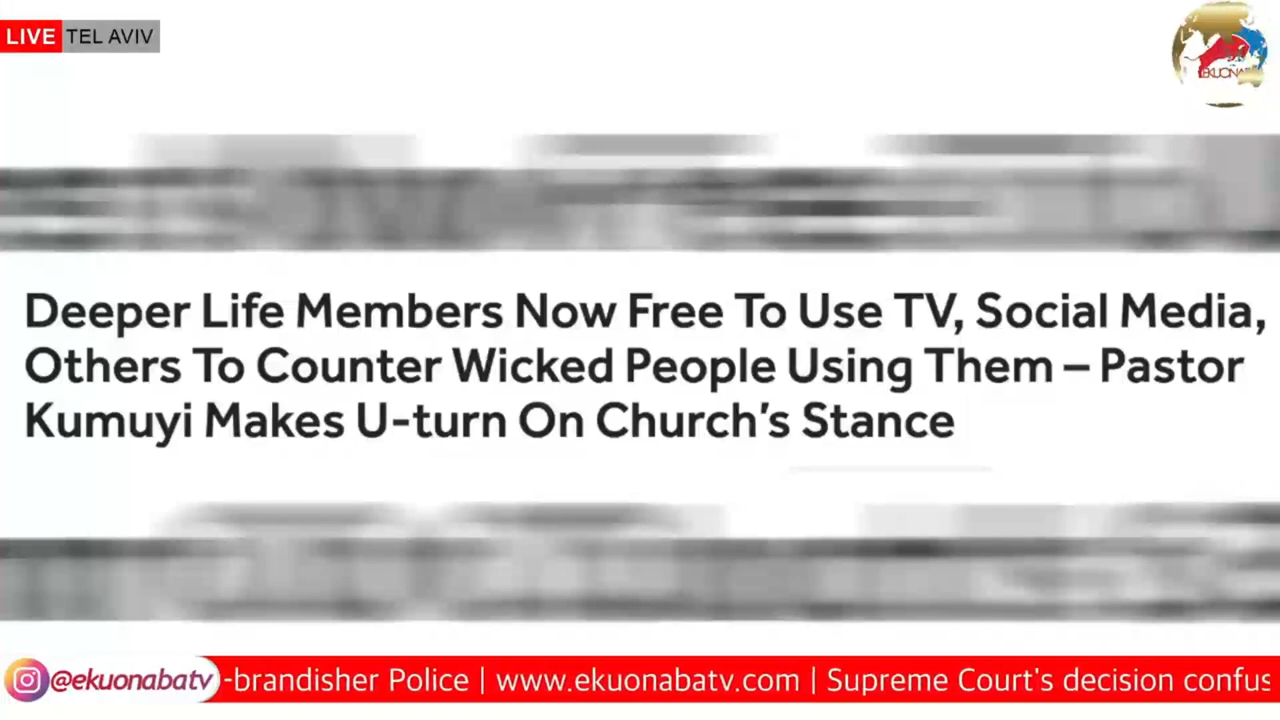 LIVE TEL AVIV
EKUONA
Deeper Life Members Now Free To Use TV, Social Media,
Others To Counter Wicked People Using Them – Pastor
Kumuyi Makes U-turn On Church's Stance
@ekuonabatv -brandisher Police | www.ekuonabatv.com | Supreme Court's decision confus